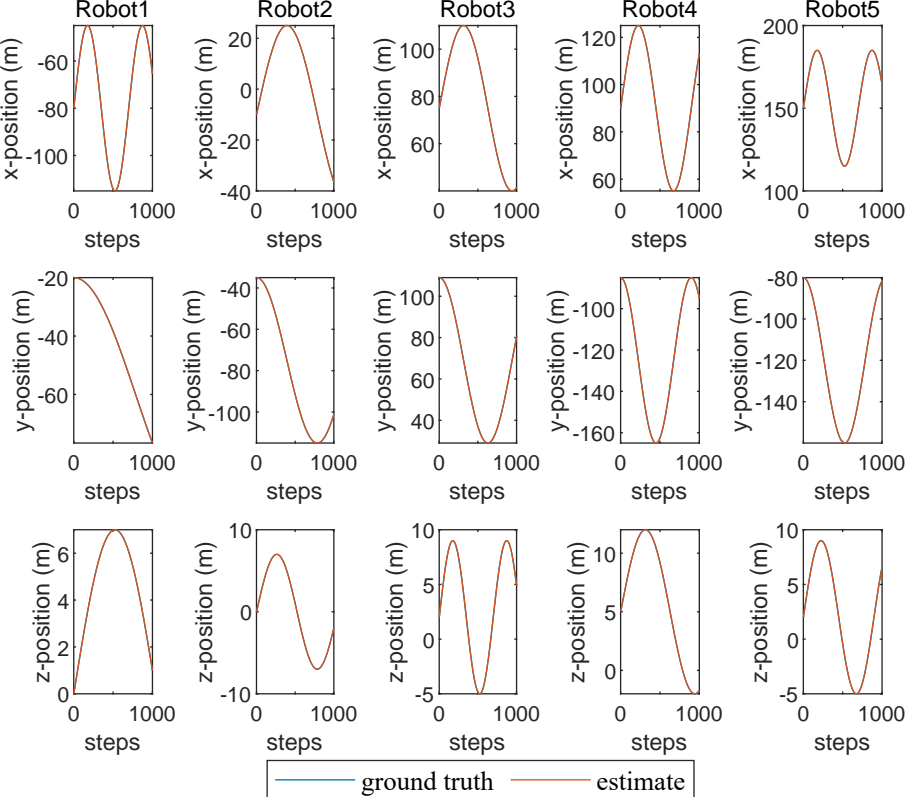 Robot1 Robot2 Robot3 Robot4 Robot5
x-position (m) -60 -80 -100 0 1000 steps
x-position (m) 20 0 -20 -40 0 1000 steps
x-position (m) 100 80 60 0 1000 steps
x-position (m) 120 100 80 60 0 1000 steps
x-position (m) 200 150 100 0 1000 steps
y-position (m) -20 -40 -60 0 1000 steps
y-position (m) -40 -60 -80 -100 0 1000 steps
y-position (m) 100 80 60 40 0 1000 steps
y-position (m) -100 -120 -140 -160 0 1000 steps
y-position (m) -80 -100 -120 -140 0 1000 steps
z-position (m) 6 4 2 0 0 1000 steps
z-position (m) 10 0 -10 0 1000 steps
z-position (m) 10 5 0 -5 0 1000 steps
z-position (m) 10 5 0 0 1000 steps
z-position (m) 10 5 0 -5 0 1000 steps
ground truth estimate